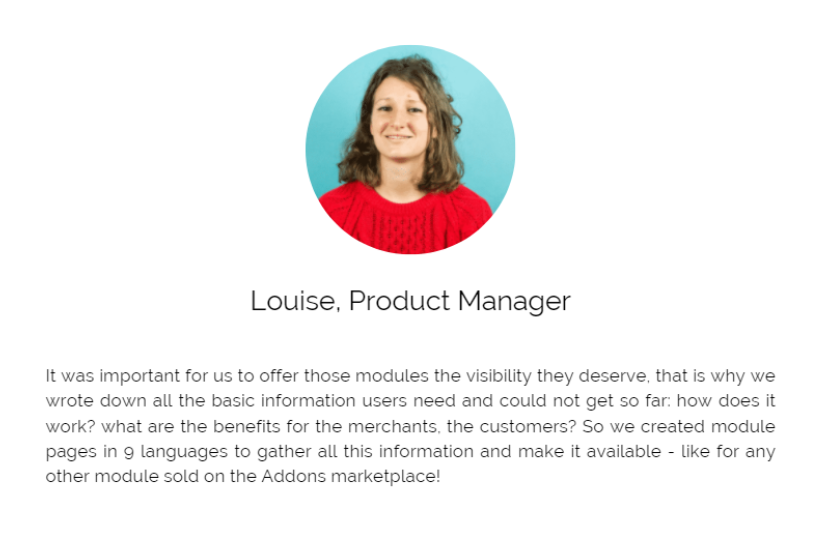 Louise, Product Manager
It was important for us to offer those modules the visibility they deserve, that is why we
wrote down all the basic information users need and could not get so far: how does it
work? what are the benefits for the merchants, the customers? So we created module
pages in 9 languages to gather all this information and make it available - like for any
other module sold on the Addons marketplace!